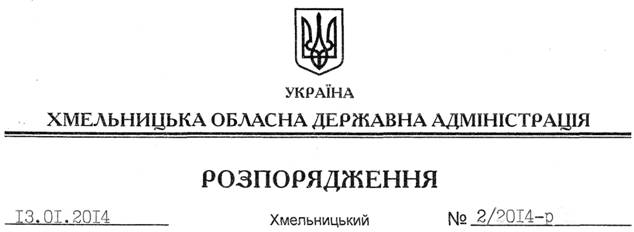 УКРАЇНА
ХМЕЛЬНИЦЬКА ОБЛАСНА ДЕРЖАВНА АДМІНІСТРАЦІЯ
РОЗПОРЯДЖЕННЯ
13.01.2014 Хмельницький № 2/2014-р